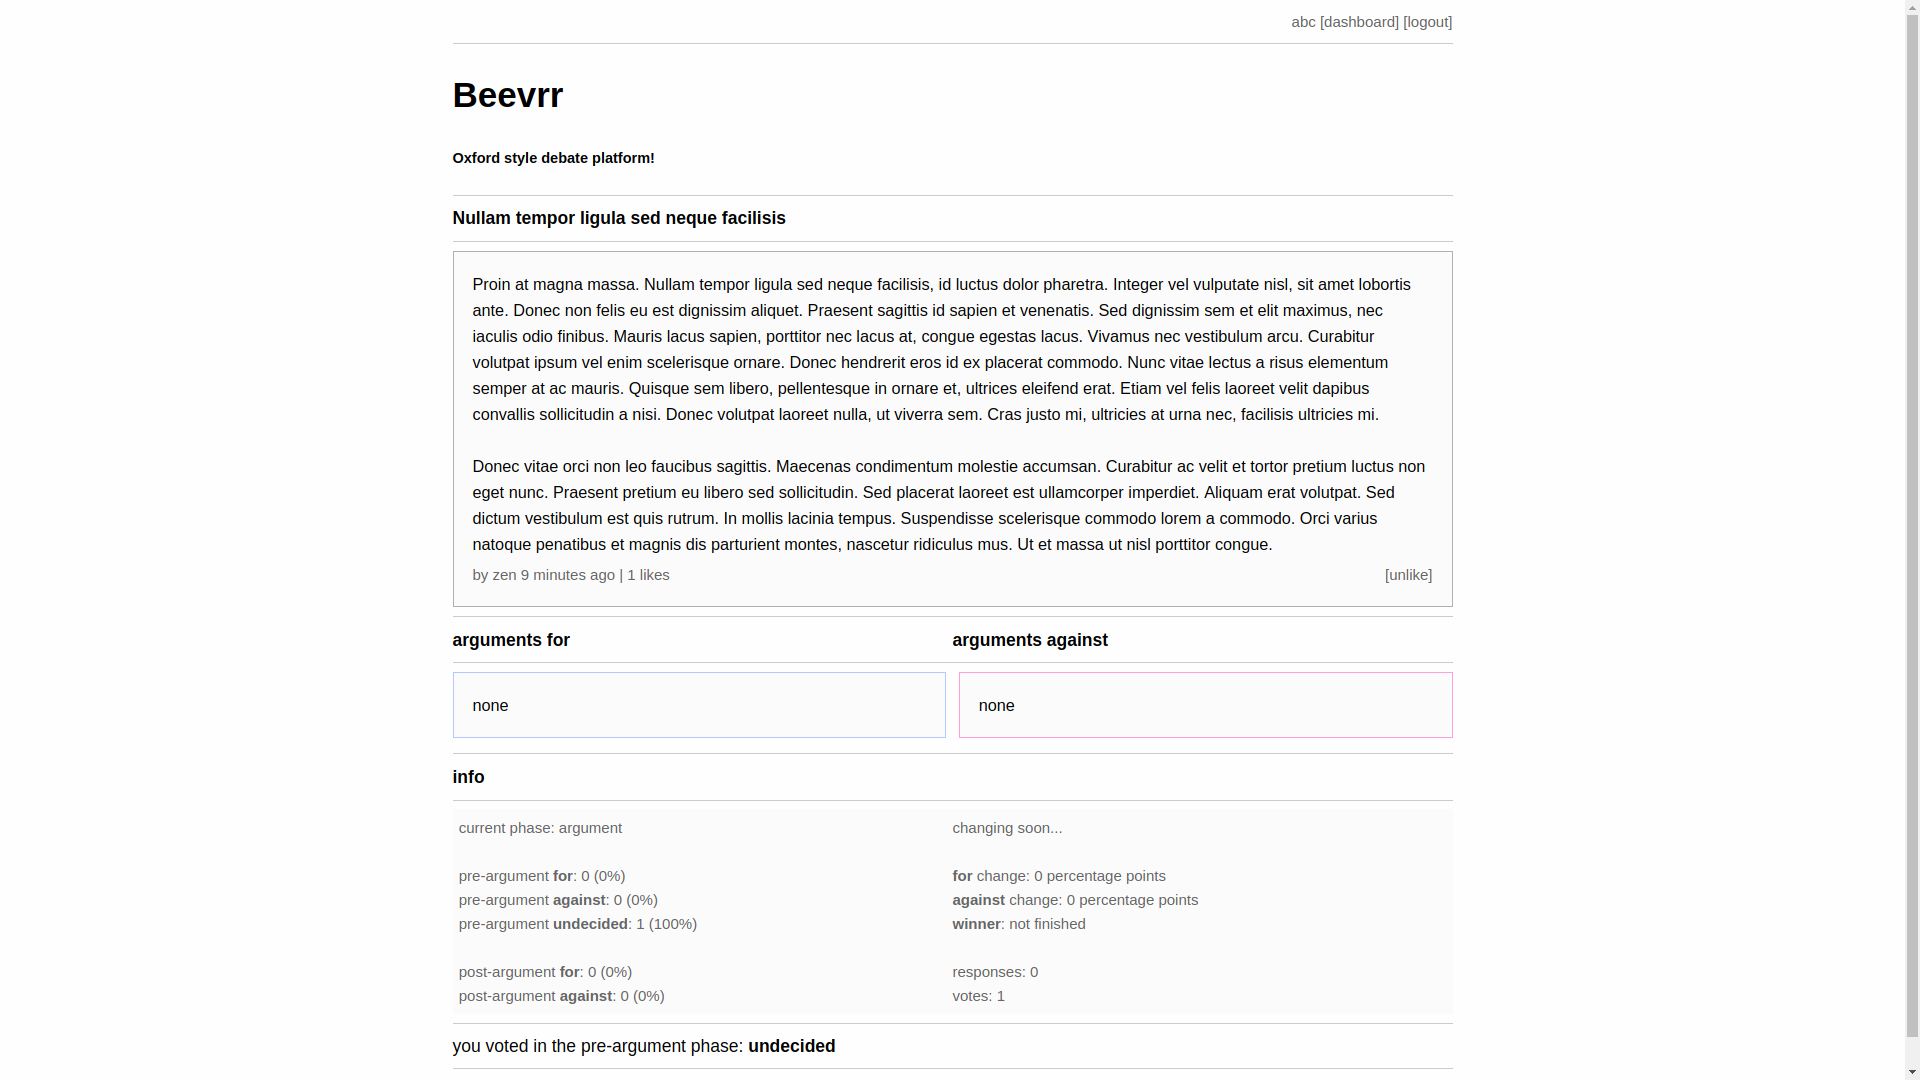 abc [dashboard] [logout]
Beevrr
Oxford style debate platform!
Nullam tempor ligula sed neque facilisis
Proin at magna massa. Nullam tempor ligula sed neque facilisis, id luctus dolor pharetra. Integer vel vulputate nisl, sit amet lobortis
ante. Donec non felis eu est dignissim aliquet. Praesent sagittis id sapien et venenatis. Sed dignissim sem et elit maximus, nec
iaculis odio finibus. Mauris lacus sapien, porttitor nec lacus at, congue egestas lacus. Vivamus nec vestibulum arcu. Curabitur
volutpat ipsum vel enim scelerisque ornare. Donec hendrerit eros id ex placerat commodo. Nunc vitae lectus a risus elementum
semper at ac mauris. Quisque sem libero, pellentesque in ornare et, ultrices eleifend erat. Etiam vel felis laoreet velit dapibus
convallis sollicitudin a nisi. Donec volutpat laoreet nulla, ut viverra sem. Cras justo mi, ultricies at urna nec, facilisis ultricies mi.
Donec vitae orci non leo faucibus sagittis. Maecenas condimentum molestie accumsan. Curabitur ac velit et tortor pretium luctus non
eget nunc. Praesent pretium eu libero sed sollicitudin. Sed placerat laoreet est ullamcorper imperdiet. Aliquam erat volutpat. Sed
dictum vestibulum est quis rutrum. In mollis lacinia tempus. Suspendisse scelerisque commodo lorem a commodo. Orci varius
natoque penatibus et magnis dis parturient montes, nascetur ridiculus mus. Ut et massa ut nisl porttitor congue.
by zen 9 minutes ago | 1 likes [unlike]
arguments for
none
arguments against
none
info
current phase: argument
pre-argument for: 0 (0%)
pre-argument against: 0 (0%)
pre-argument undecided: 1 (100%)
post-argument for: 0 (0%)
post-argument against: 0 (0%)
changing soon...
for change: 0 percentage points
against change: 0 percentage points
winner: not finished
responses: 0
votes: 1
you voted in the pre-argument phase: undecided